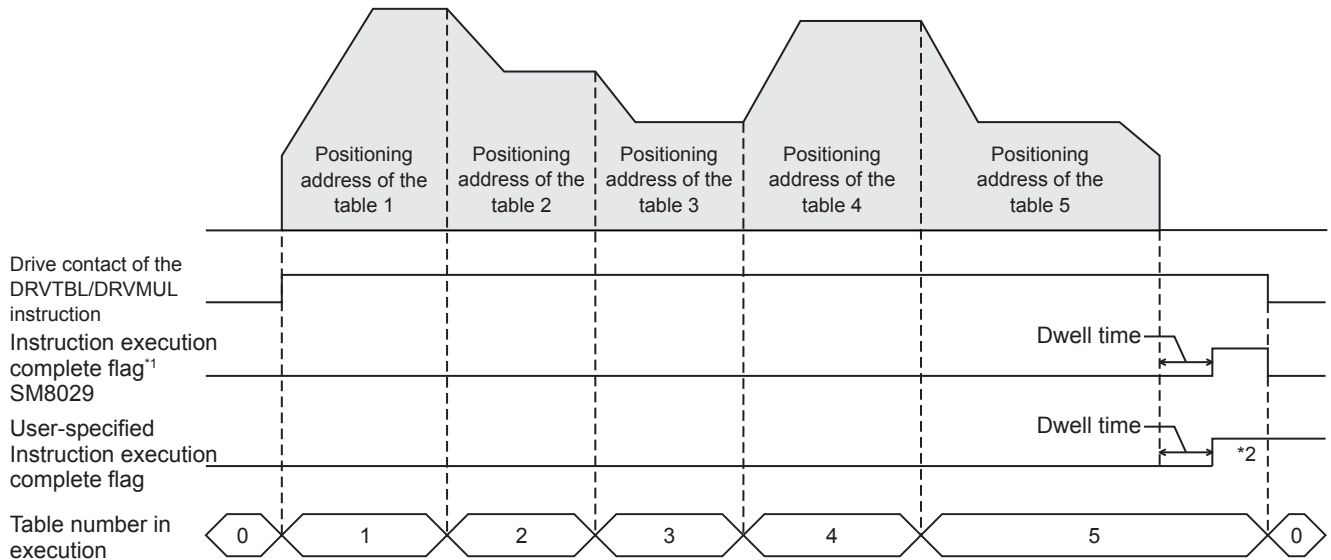 Positioning
address of the
table 1
Positioning
address of the
table 2
Positioning
address of the
table 3
Positioning
address of the
table 4
Positioning
address of the
table 5
Drive contact of the
DRVTBL/DRVMUL
instruction
Instruction execution
complete flag*1
SM8029
Dwell time
User-specified
Instruction execution
complete flag
Dwell time
*2
Table number in
execution
0 1 2 3 4 5 0